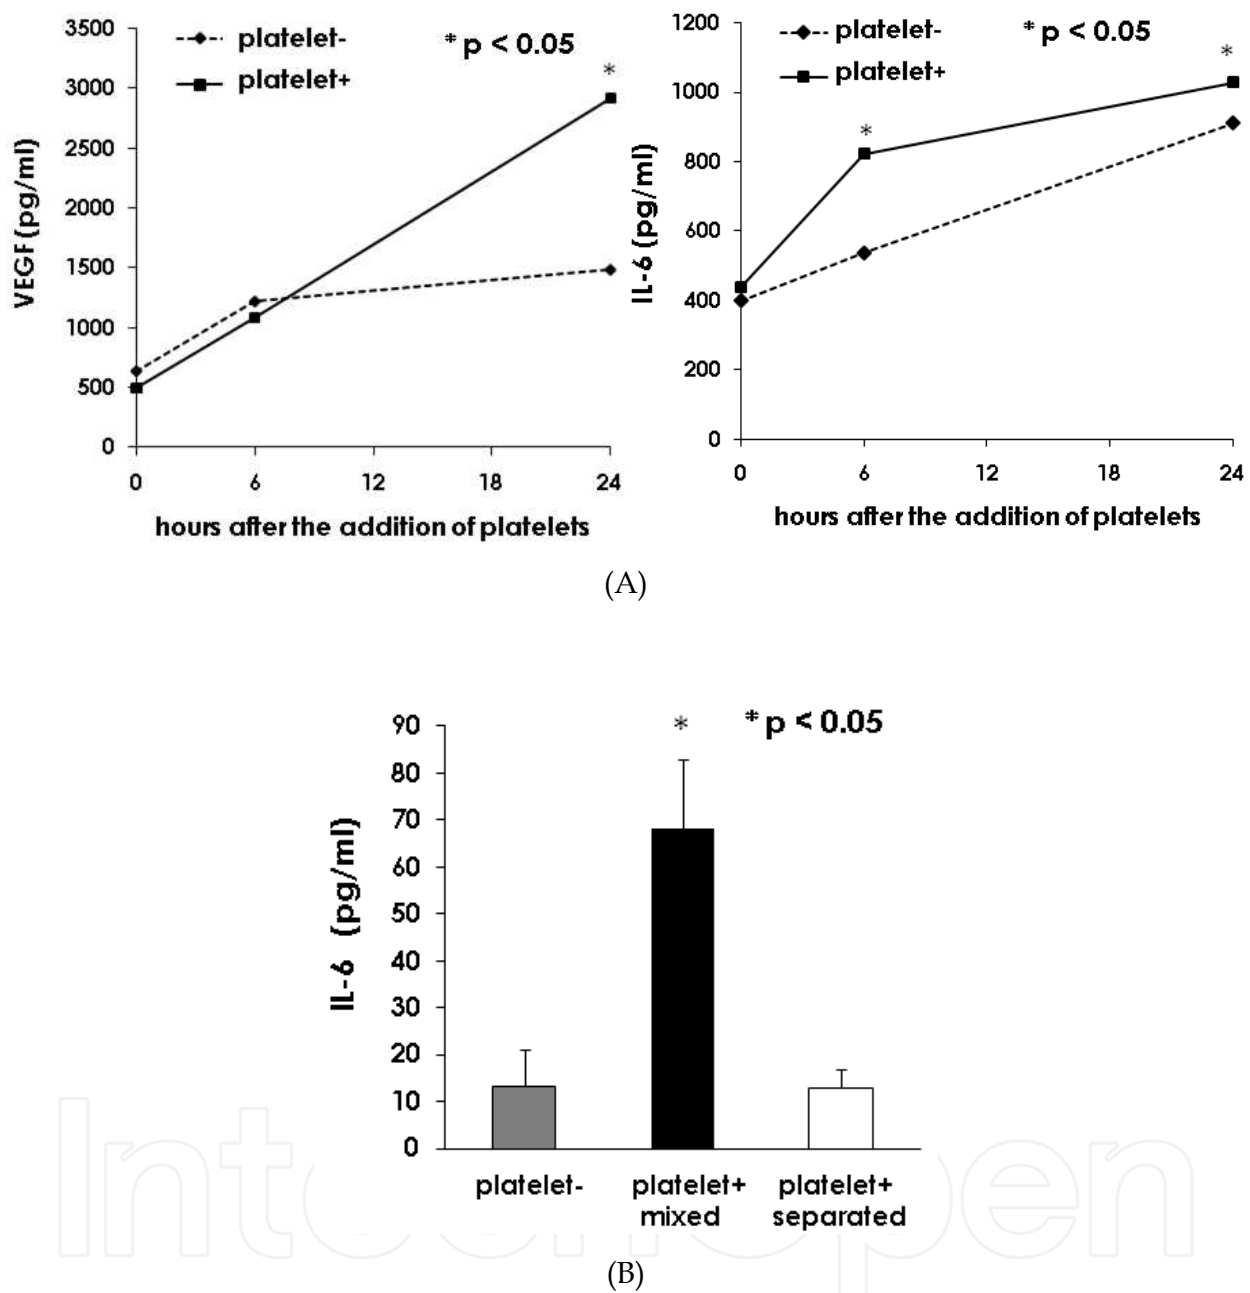 3500
3000
2500
2000
1500
1000
500
0
VEGF (pg/ml)
platelet-
platelet+
* p < 0.05
*
0 6 12 18 24
hours after the addition of platelets
1200
1000
800
600
400
200
0
IL-6 (pg/ml)
platelet-
platelet+
* p < 0.05
*
*
0 6 12 18 24
hours after the addition of platelets
(A)
90
80
70
60
50
40
30
20
10
0
IL-6 (pg/ml)
*
* p < 0.05
platelet-
platelet+
mixed
platelet+
separated
(B)
IntechOpen